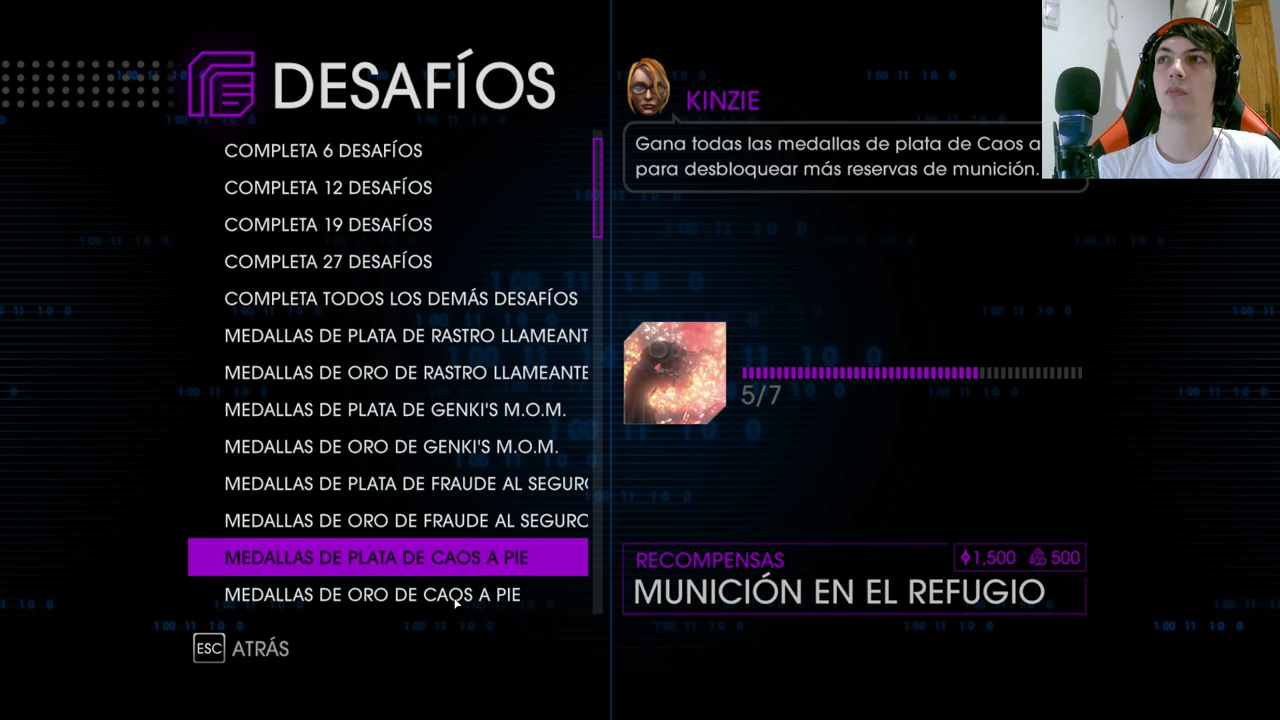 DESAFÍOS
COMPLETA 6 DESAFÍOS
COMPLETA 12 DESAFÍOS
COMPLETA 19 DESAFÍOS
COMPLETA 27 DESAFÍOS
COMPLETA TODOS LOS DEMÁS DESAFÍOS
MEDALLAS DE PLATA DE RASTRO LLAMEANT
MEDALLAS DE ORO DE RASTRO LLAMEANTE
MEDALLAS DE PLATA DE GENKI'S M.O.M.
MEDALLAS DE ORO DE GENKI'S M.O.M.
MEDALLAS DE PLATA DE FRAUDE AL SEGURO
MEDALLAS DE ORO DE FRAUDE AL SEGURO
MEDALLAS DE PLATA DE CAOS A PIE
MEDALLAS DE ORO DE CAOS A PIE
ESC ATRÁS
KINZIE
Gana todas las medallas de plata de Caos a
para desbloquear más reservas de munición.
5/7
RECOMPENSAS 1,500 500
MUNICIÓN EN EL REFUGIO